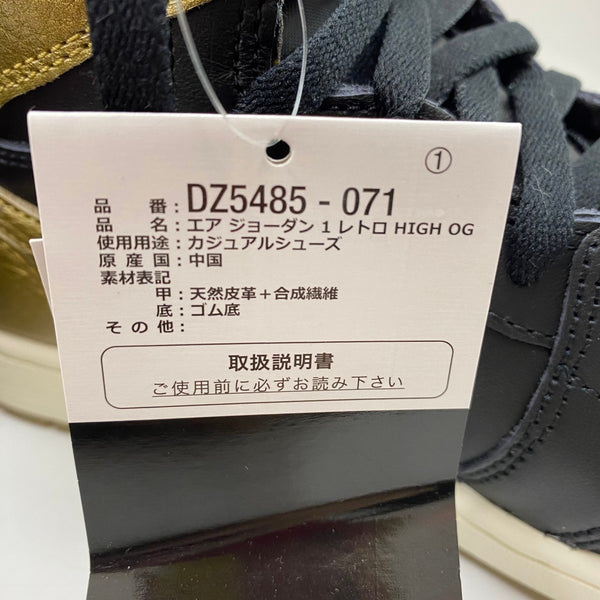 ①
品 番：DZ5485 - 071
品 名：エア ジョーダン 1 レトロ HIGH OG
使用用途：カジュアルシューズ
原 産 国：中国
素材表記
甲：天然皮革＋合成繊維
底：ゴム底
そ の 他：
取扱説明書
ご使用前に必ずお読み下さい